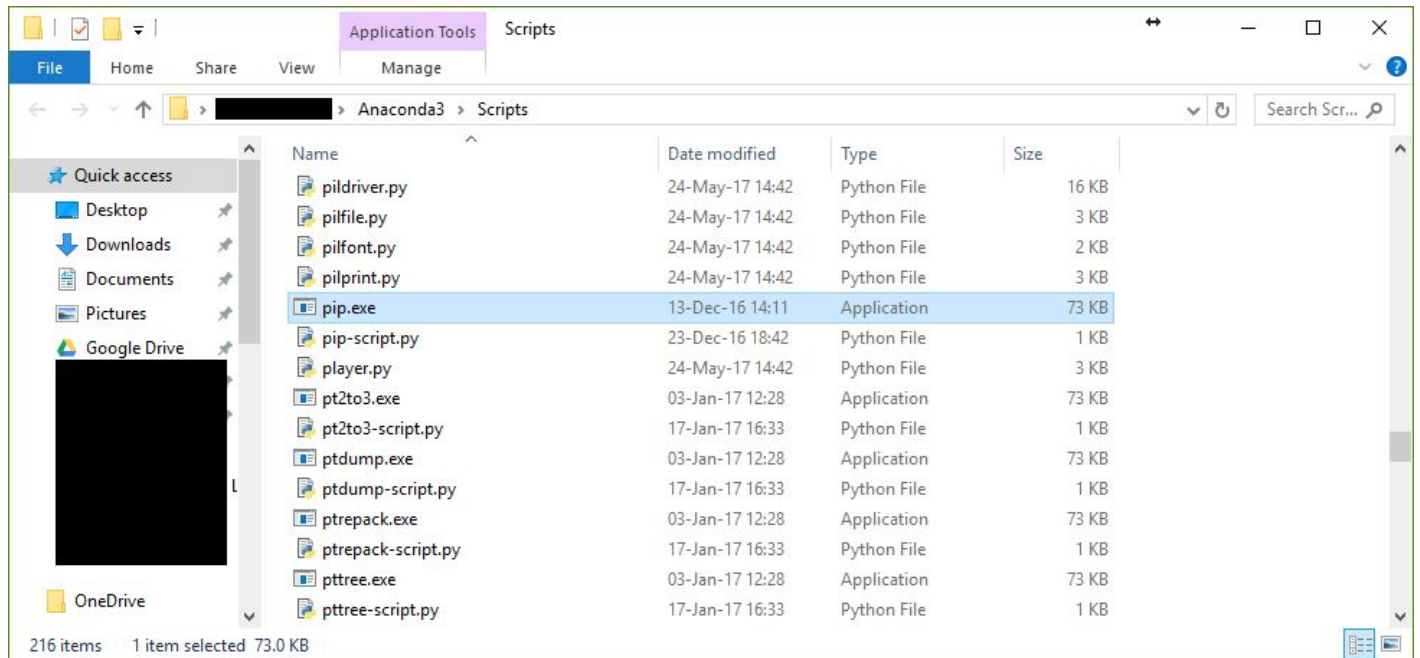 Application Tools Scripts
File Home Share View Manage
Anaconda3 Scripts Search Scr...
Name Date modified Type Size
Quick access
Desktop
Downloads
Documents
Pictures
Google Drive
L
OneDrive
pildriver.py 24-May-17 14:42 Python File 16 KB
pilfile.py 24-May-17 14:42 Python File 3 KB
pilfont.py 24-May-17 14:42 Python File 2 KB
pilprint.py 24-May-17 14:42 Python File 3 KB
pip.exe 13-Dec-16 14:11 Application 73 KB
pip-script.py 23-Dec-16 18:42 Python File 1 KB
player.py 24-May-17 14:42 Python File 3 KB
pt2to3.exe 03-Jan-17 12:28 Application 73 KB
pt2to3-script.py 17-Jan-17 16:33 Python File 1 KB
ptdump.exe 03-Jan-17 12:28 Application 73 KB
ptdump-script.py 17-Jan-17 16:33 Python File 1 KB
ptrepack.exe 03-Jan-17 12:28 Application 73 KB
ptrepack-script.py 17-Jan-17 16:33 Python File 1 KB
pttree.exe 03-Jan-17 12:28 Application 73 KB
pttree-script.py 17-Jan-17 16:33 Python File 1 KB
216 items 1 item selected 73.0 KB